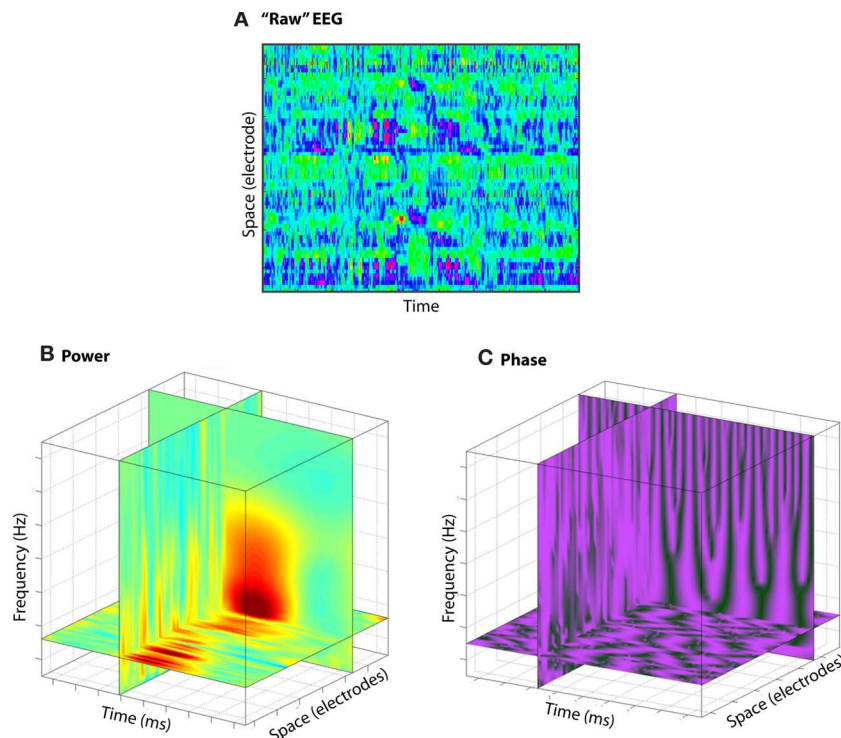 A "Raw" EEG
Space (electrode)
Time
B Power
Frequency (Hz)
Time (ms)
Space (electrodes)
C Phase
Frequency (Hz)
Time (ms)
Space (electrodes)